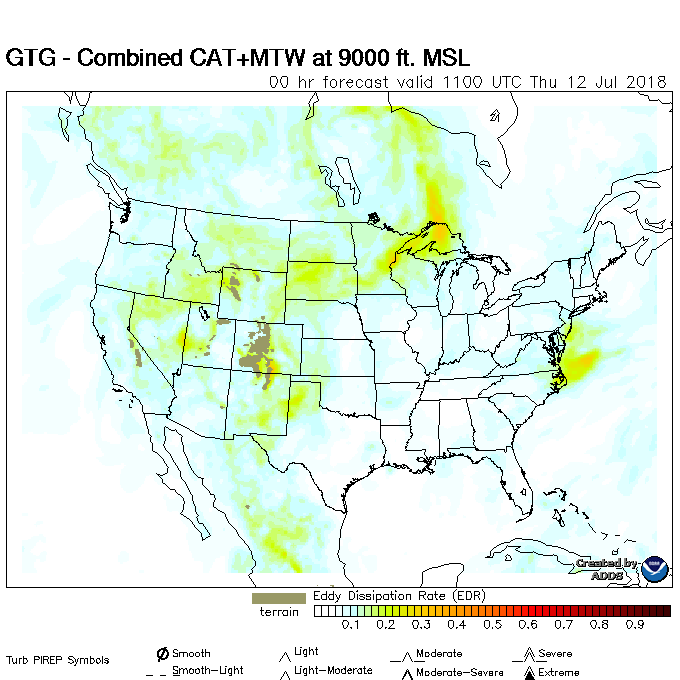 GTG - Combined CAT+MTW at 9000 ft. MSL
00 hr forecast valid 1100 UTC Thu 12 Jul 2018
Created by
ADDS
Eddy Dissipation Rate (EDR)
terrain
0.1 0.2 0.3 0.4 0.5 0.6 0.7 0.8 0.9
Turb PIREP Symbols
Smooth Light Moderate Severe
Smooth-Light Light-Moderate Moderate-Severe Extreme